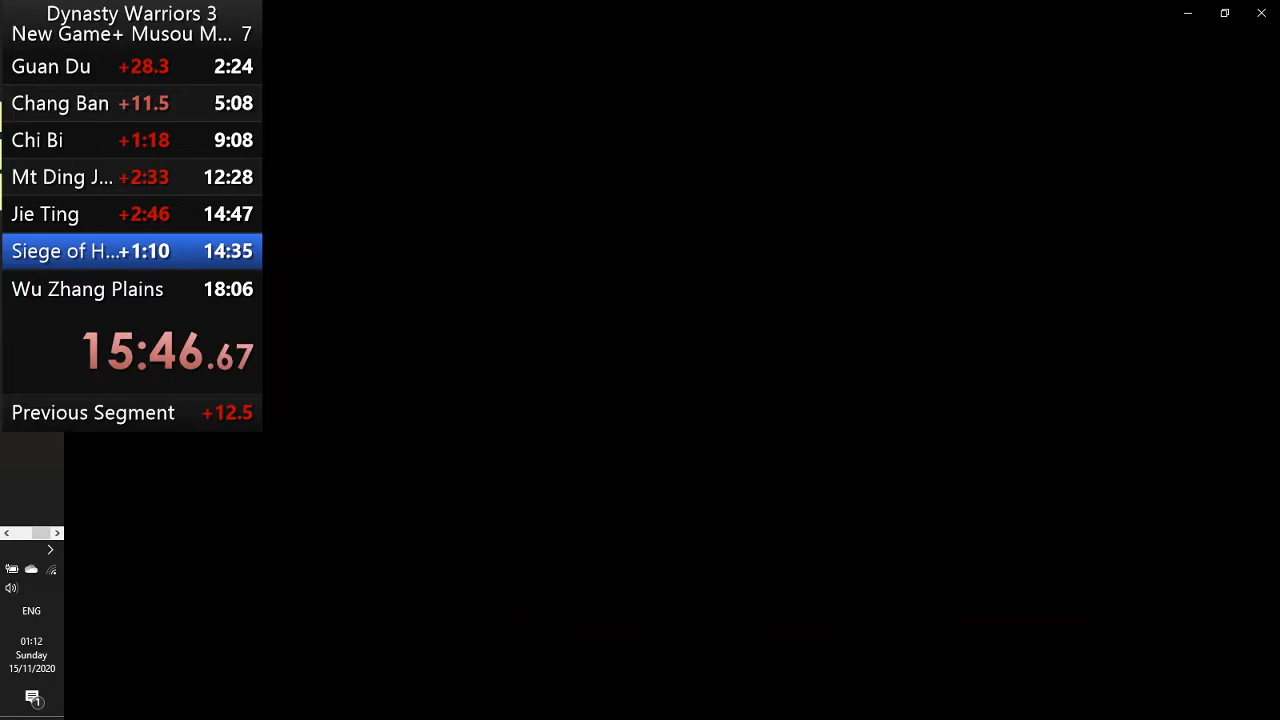 Dynasty Warriors 3
New Game+ Musou M... 7
Guan Du +28.3 2:24
Chang Ban +11.5 5:08
Chi Bi +1:18 9:08
Mt Ding J... +2:33 12:28
Jie Ting +2:46 14:47
Siege of H... +1:10 14:35
Wu Zhang Plains 18:06
15:46.67
Previous Segment +12.5
ENG
01:12
Sunday
15/11/2020
1